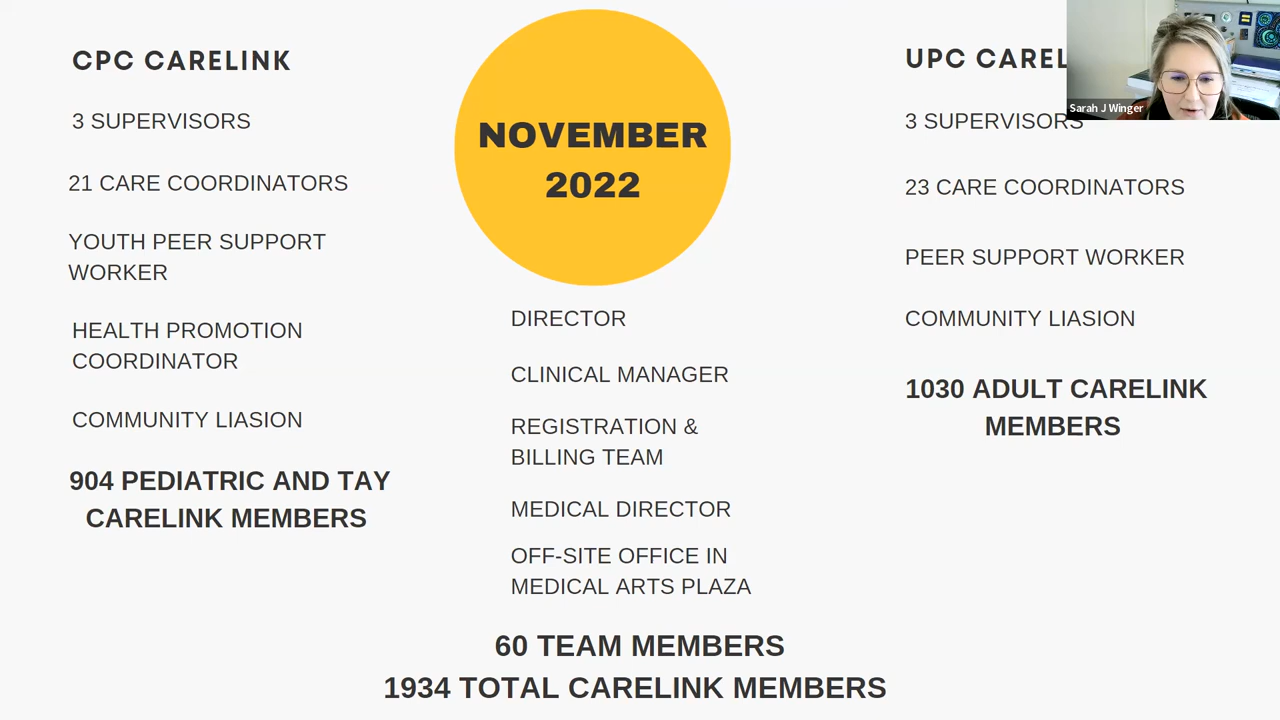 CPC CARELINK
3 SUPERVISORS
21 CARE COORDINATORS
YOUTH PEER SUPPORT
WORKER
HEALTH PROMOTION
COORDINATOR
COMMUNITY LIASION
904 PEDIATRIC AND TAY
CARELINK MEMBERS
NOVEMBER
2022
DIRECTOR
CLINICAL MANAGER
REGISTRATION &
BILLING TEAM
MEDICAL DIRECTOR
OFF-SITE OFFICE IN
MEDICAL ARTS PLAZA
60 TEAM MEMBERS
1934 TOTAL CARELINK MEMBERS
UPC CAREL
Sarah J Winger
3 SUPERVISORS
23 CARE COORDINATORS
PEER SUPPORT WORKER
COMMUNITY LIASION
1030 ADULT CARELINK
MEMBERS